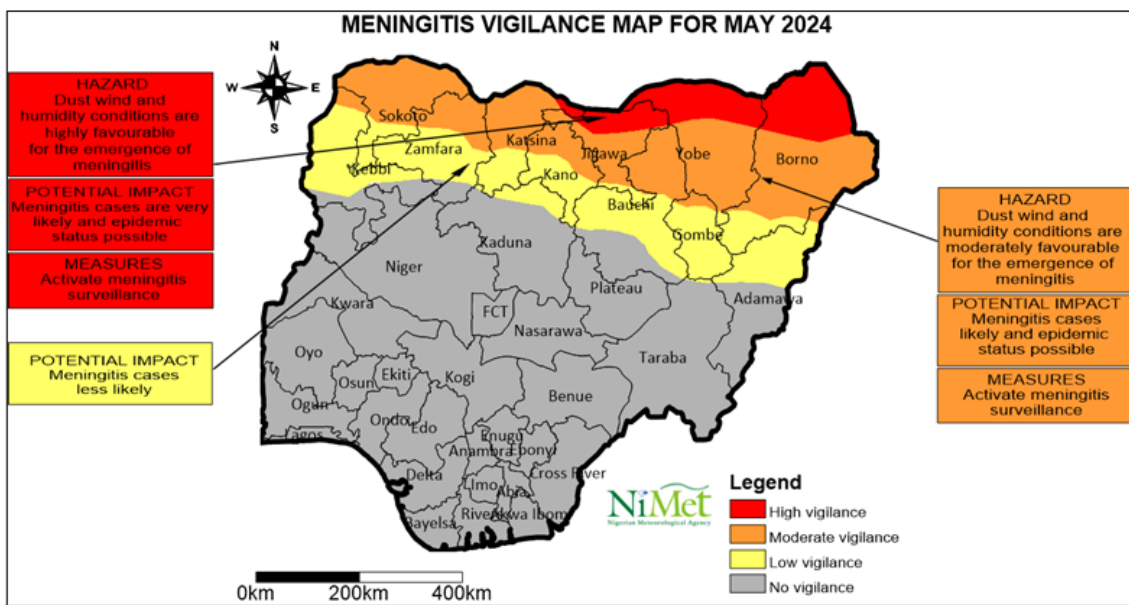 MENINGITIS VIGILANCE MAP FOR MAY 2024
N
W E
S
HAZARD
Dust wind and
humidity conditions are
highly favourable
for the emergence of
meningitis
POTENTIAL IMPACT
Meningitis cases are very
likely and epidemic
status possible
MEASURES
Activate meningitis
surveillance
POTENTIAL IMPACT
Meningitis cases
less likely
Sokoto
Katsina
Zamfara
Jigawa
Yobe
Borno
Kebbi
Kano
Bauchi
Gombe
Kaduna
Niger
Plateau
Adamawa
Kwara
FCT
Nasarawa
Taraba
Oyo
Osun
Ekiti
Kogi
Benue
Ogun
Ondo
Edo
Lagos
Enugu
Anambra
Ebonyi
Delta
Cross River
Imo
Abia
Bayelsa
Rivers
Akwa Ibom
HAZARD
Dust wind and
humidity conditions are
moderately favourable
for the emergence of
meningitis
POTENTIAL IMPACT
Meningitis cases
likely and epidemic
status possible
MEASURES
Activate meningitis
surveillance
NiMet
Nigerian Meteorological Agency
Legend
High vigilance
Moderate vigilance
Low vigilance
No vigilance
0km 200km 400km